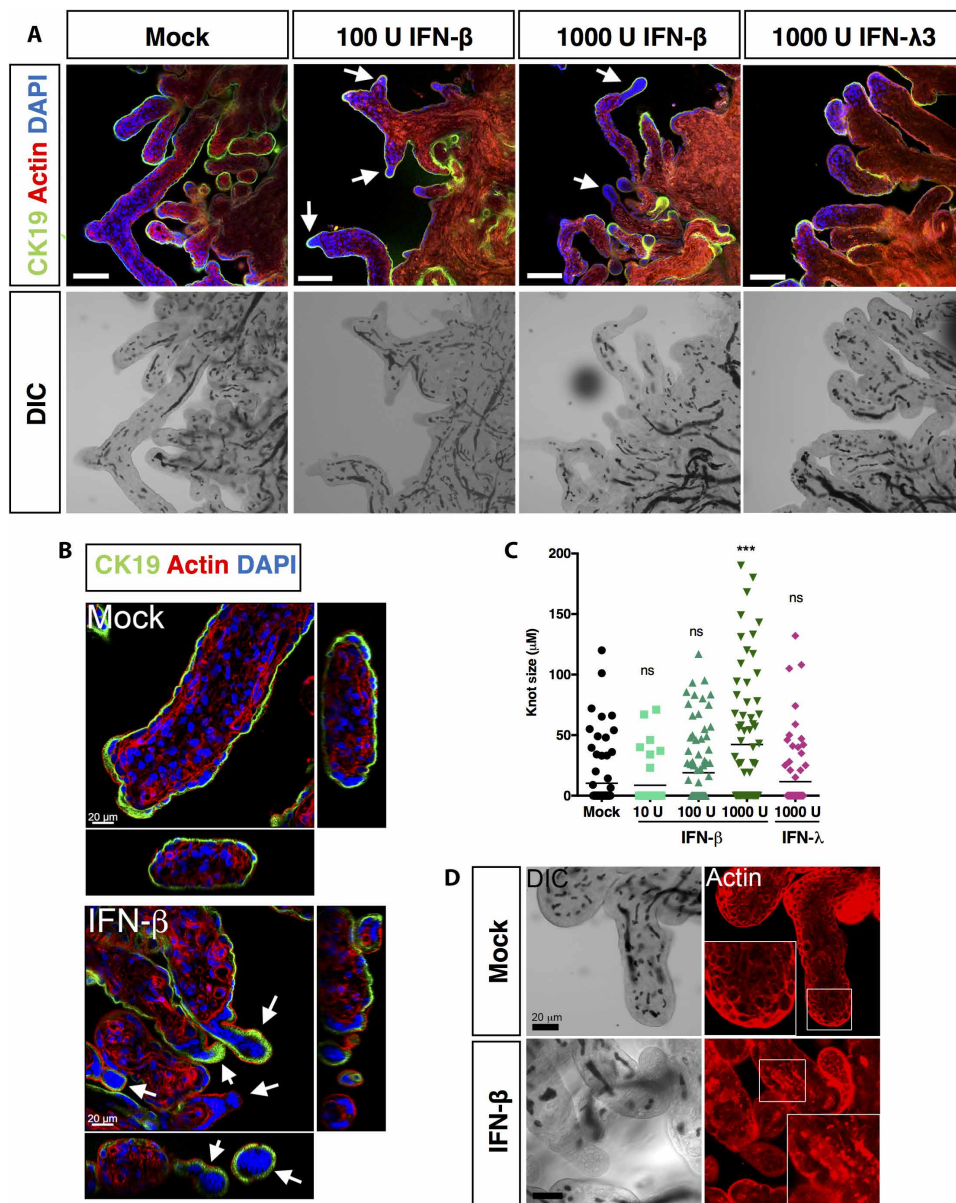 A
Mock
100 U IFN-β
1000 U IFN-β
1000 U IFN-λ3
CK19 Actin DAPI
DIC
B
CK19 Actin DAPI
Mock
20 μm
IFN-β
20 μm
C
Knot size (μM)
200
150
100
50
0
ns
ns
***
ns
Mock
10 U
100 U
1000 U
1000 U
IFN-β
IFN-λ
D
DIC
Actin
Mock
20 μm
IFN-β